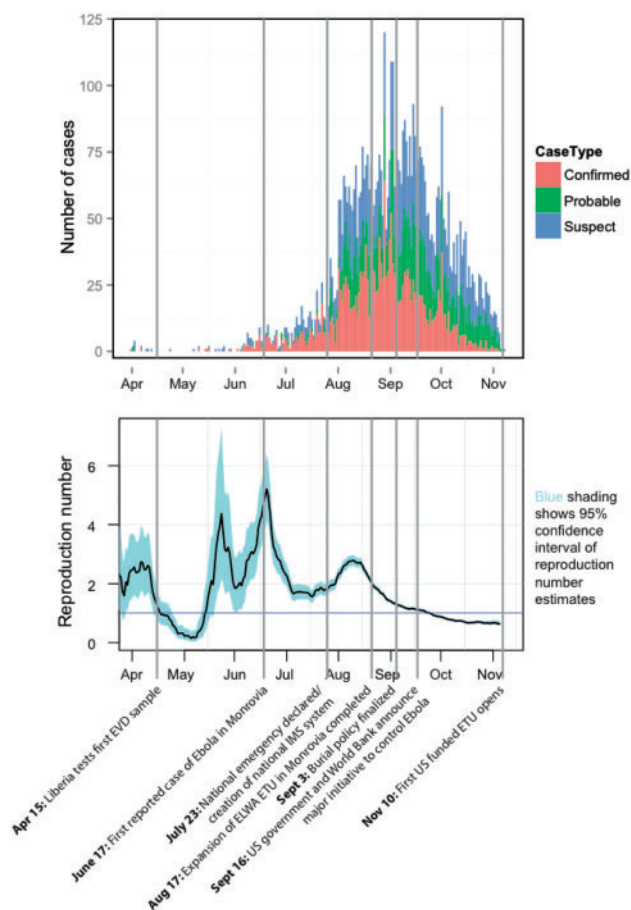 125
100
75
50
25
0
Number of cases
Apr May Jun Jul Aug Sep Oct Nov
CaseType
Confirmed
Probable
Suspect
6
4
2
0
Reproduction number
Apr May Jun Jul Aug Sep Oct Nov
Blue shading
shows 95%
confidence
interval of
reproduction
number
estimates
Apr 15: Liberia tests first EVD sample
June 17: First reported case of Ebola in Monrovia
July 23: National emergency declared/
creation of national IMS system
Aug 17: Expansion of ELWA ETU in Monrovia completed
Sept 3: Burial policy finalized
Sept 16: US government and World Bank announce
major initiative to control Ebola
Nov 10: First US funded ETU opens